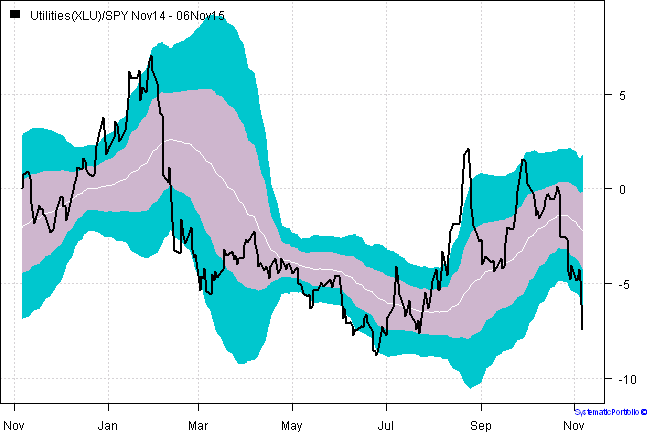 Utilities(XLU)/SPY Nov14 - 06Nov15
5
0
-5
-10
Nov Jan Mar May Jul Sep Nov
SystematicPortfolio ©